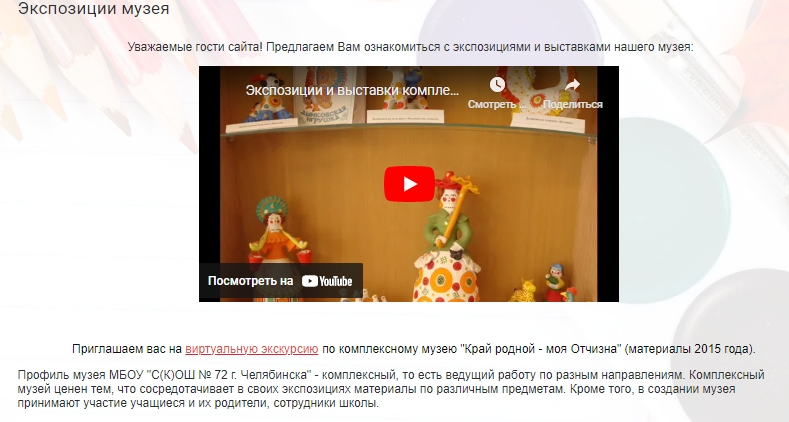 Экспозиции музея
Уважаемые гости сайта! Предлагаем Вам ознакомиться с экспозициями и выставками нашего музея:
Экспозиции и выставки компле...
Смотреть ...
Поделиться
ДЫМКОВСКАЯ
ИГРУШКА
Посмотреть на YouTube
Приглашаем вас на виртуальную экскурсию по комплексному музею "Край родной - моя Отчизна" (материалы 2015 года).
Профиль музея МБОУ "С(К)ОШ № 72 г. Челябинска" - комплексный, то есть ведущий работу по разным направлениям. Комплексный
музей ценен тем, что сосредотачивает в своих экспозициях материалы по различным предметам. Кроме того, в создании музея
принимают участие учащиеся и их родители, сотрудники школы.